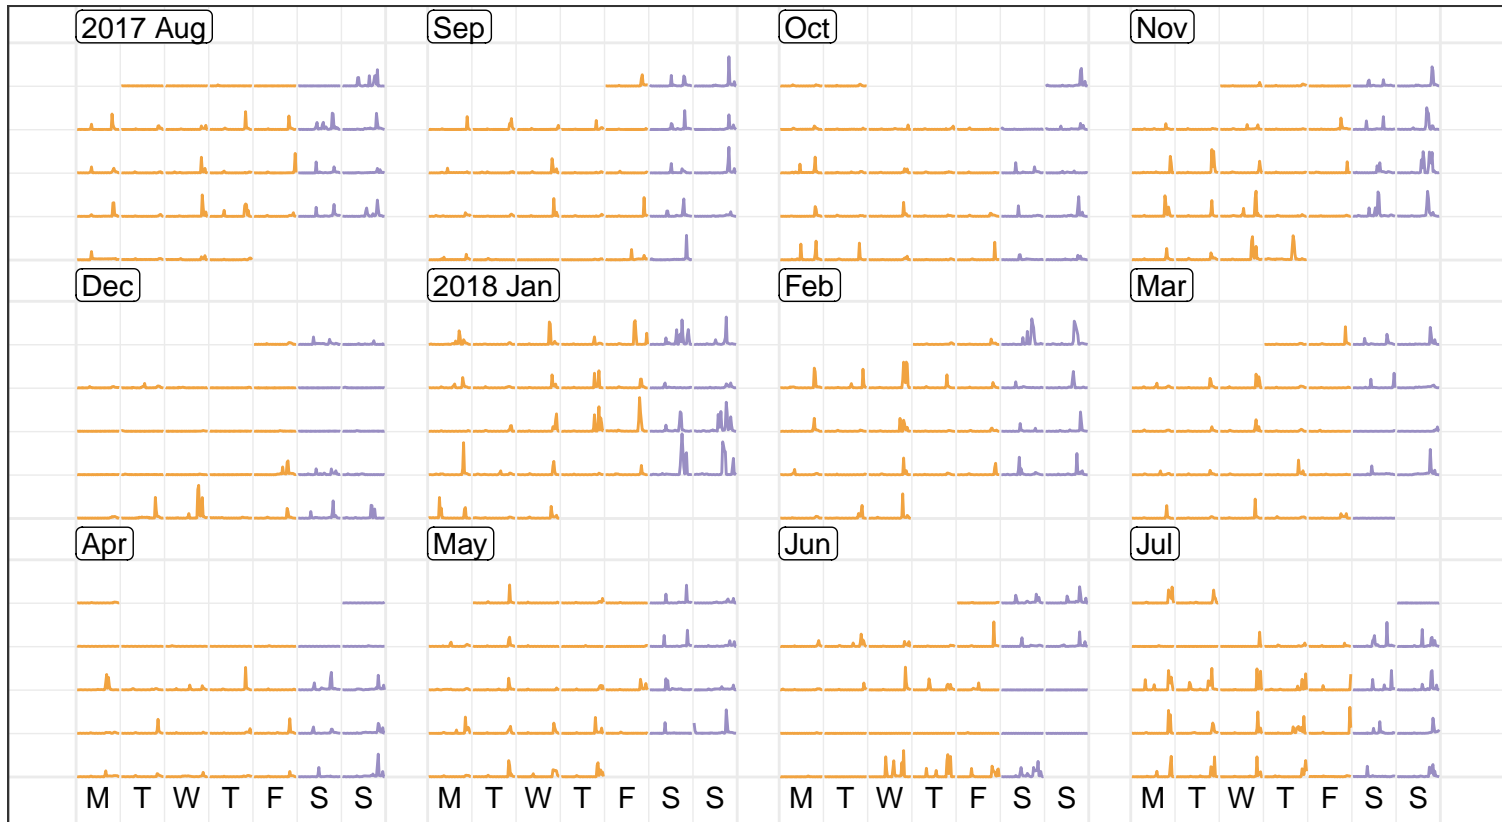 2017 Aug Sep Oct Nov
Dec 2018 Jan Feb Mar
Apr May Jun Jul
M T W T F S S M T W T F S S M T W T F S S M T W T F S S